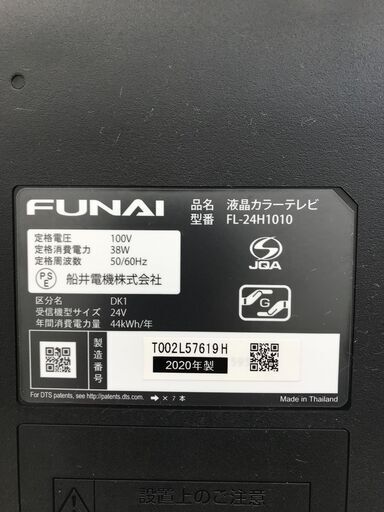 FUNAI
品名 液晶カラーテレビ
型番 FL-24H1010
定格電圧 100V
定格消費電力 38W
定格周波数 50/60Hz
PSE
船井電機株式会社
JQA
G
区分名 DK1
受信機型サイズ 24V
年間消費電力量 44kWh/年
製造番号
T002L57619H
2020年製
For DTS patents, see http://patents.dts.com. ➔ × 7 本
Made in Thailand
設置上のご注意